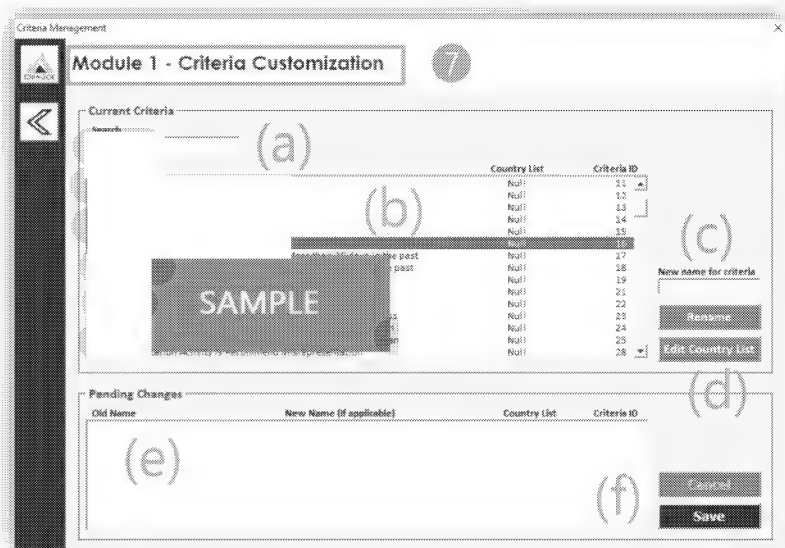 Criteria Management
Module 1 - Criteria Customization
7
Current Criteria
Search
(a)
Country List Criteria ID
Null 11
Null 12
(b)
Null 13
Null 14
Null 15
Null 16
in the past Null 17
past Null 18
Null 19
Null 21
Null 22
Null 23
Null 24
Null 25
Null 28
SAMPLE
(c)
New name for criteria
Rename
Edit Country List
(d)
Pending Changes
Old Name New Name (if applicable) Country List Criteria ID
(e)
(f)
Cancel
Save